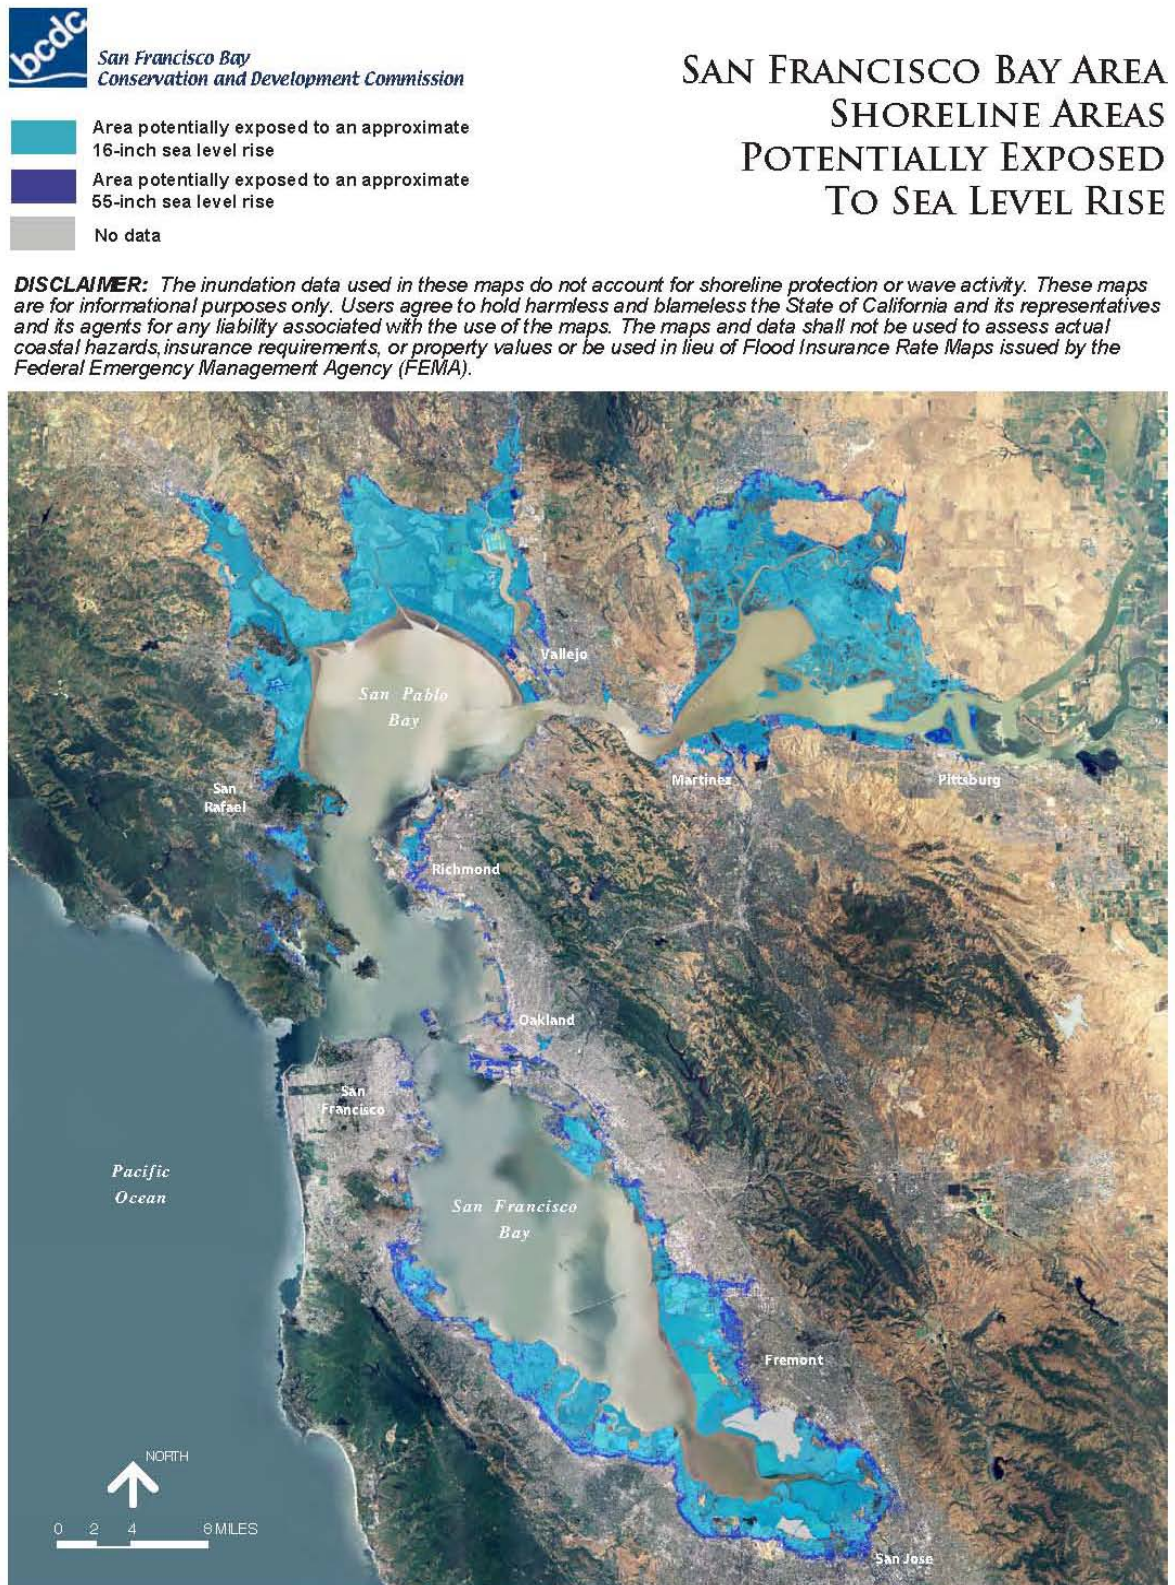 bcdc
San Francisco Bay
Conservation and Development Commission
SAN FRANCISCO BAY AREA
SHORELINE AREAS
POTENTIALLY EXPOSED
TO SEA LEVEL RISE
Area potentially exposed to an approximate
16-inch sea level rise
Area potentially exposed to an approximate
55-inch sea level rise
No data
DISCLAIMER: The inundation data used in these maps do not account for shoreline protection or wave activity. These maps
are for informational purposes only. Users agree to hold harmless and blameless the State of California and its representatives
and its agents for any liability associated with the use of the maps. The maps and data shall not be used to assess actual
coastal hazards, insurance requirements, or property values or be used in lieu of Flood Insurance Rate Maps issued by the
Federal Emergency Management Agency (FEMA).
Vallejo
San Pablo
Bay
Martinez
Pittsburg
San
Rafael
Richmond
Oakland
San
Francisco
Pacific
Ocean
San Francisco
Bay
Fremont
NORTH
0 2 4 8 MILES
San Jose